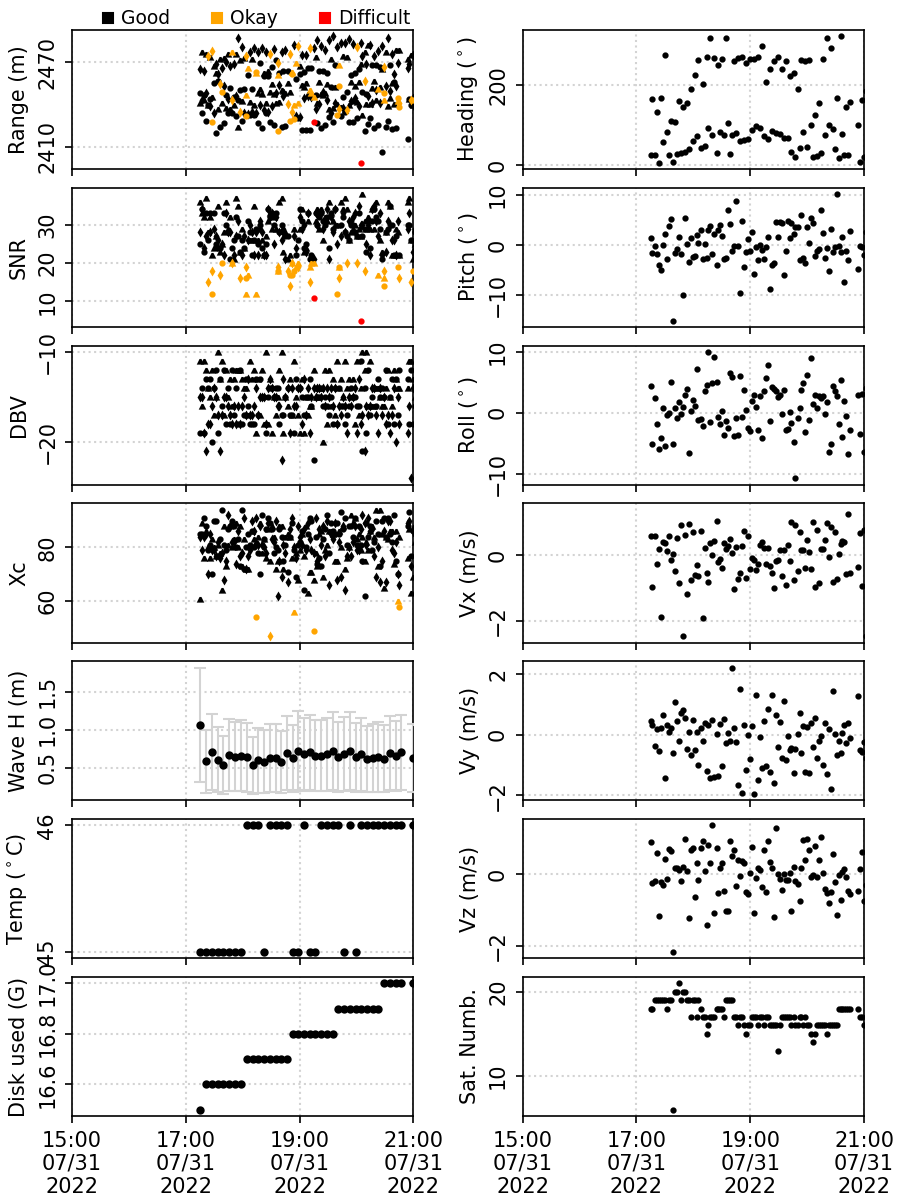 Good Okay Difficult
Range (m)
2470
2410
Heading (°)
200
0
SNR
30
20
10
Pitch (°)
10
0
−10
DBV
−10
−20
Roll (°)
10
0
−10
Xc
80
60
Vx (m/s)
0
−2
Wave H (m)
1.5
1.0
0.5
Vy (m/s)
2
0
−2
Temp (°C)
46
45
Vz (m/s)
0
−2
Disk used (G)
17.0
16.8
16.6
Sat. Numb.
20
10
15:00 17:00 19:00 21:00 15:00 17:00 19:00 21:00
07/31 07/31 07/31 07/31 07/31 07/31 07/31 07/31
2022 2022 2022 2022 2022 2022 2022 2022